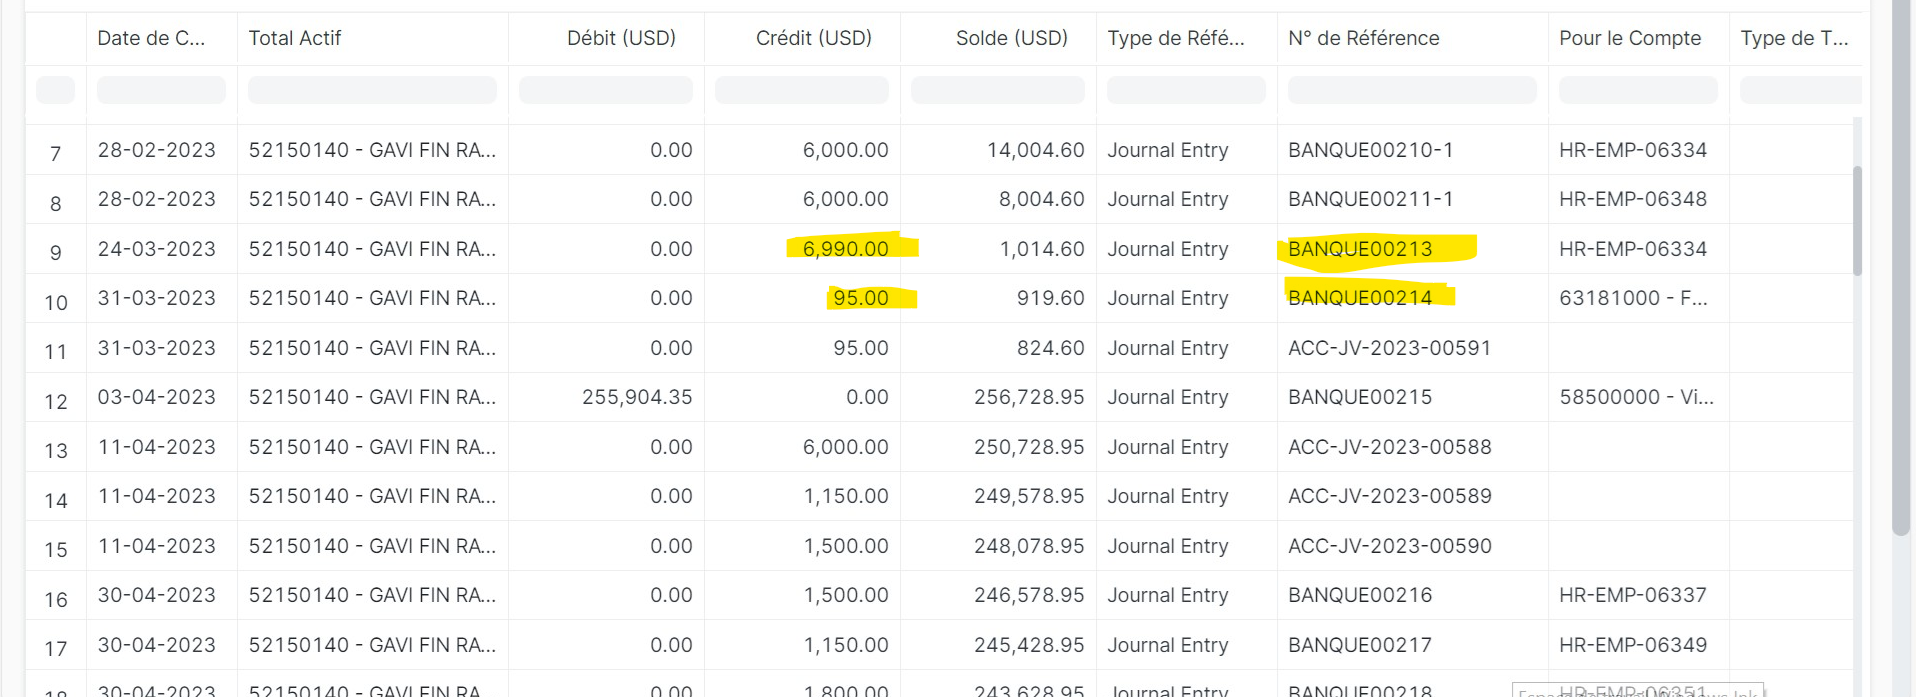 Date de C... Total Actif Débit (USD) Crédit (USD) Solde (USD) Type de Réfé... N° de Référence Pour le Compte Type de T...
7 28-02-2023 52150140 - GAVI FIN RA... 0.00 6,000.00 14,004.60 Journal Entry BANQUE00210-1 HR-EMP-06334
8 28-02-2023 52150140 - GAVI FIN RA... 0.00 6,000.00 8,004.60 Journal Entry BANQUE00211-1 HR-EMP-06348
9 24-03-2023 52150140 - GAVI FIN RA... 0.00 6,990.00 1,014.60 Journal Entry BANQUE00213 HR-EMP-06334
10 31-03-2023 52150140 - GAVI FIN RA... 0.00 95.00 919.60 Journal Entry BANQUE00214 63181000 - F...
11 31-03-2023 52150140 - GAVI FIN RA... 0.00 95.00 824.60 Journal Entry ACC-JV-2023-00591
12 03-04-2023 52150140 - GAVI FIN RA... 255,904.35 0.00 256,728.95 Journal Entry BANQUE00215 58500000 - Vi...
13 11-04-2023 52150140 - GAVI FIN RA... 0.00 6,000.00 250,728.95 Journal Entry ACC-JV-2023-00588
14 11-04-2023 52150140 - GAVI FIN RA... 0.00 1,150.00 249,578.95 Journal Entry ACC-JV-2023-00589
15 11-04-2023 52150140 - GAVI FIN RA... 0.00 1,500.00 248,078.95 Journal Entry ACC-JV-2023-00590
16 30-04-2023 52150140 - GAVI FIN RA... 0.00 1,500.00 246,578.95 Journal Entry BANQUE00216 HR-EMP-06337
17 30-04-2023 52150140 - GAVI FIN RA... 0.00 1,150.00 245,428.95 Journal Entry BANQUE00217 HR-EMP-06349
18 30-04-2023 52150140 - GAVI FIN RA... 0.00 1,800.00 243,628.95 Journal Entry BANQUE00218 HR-EMP-06351